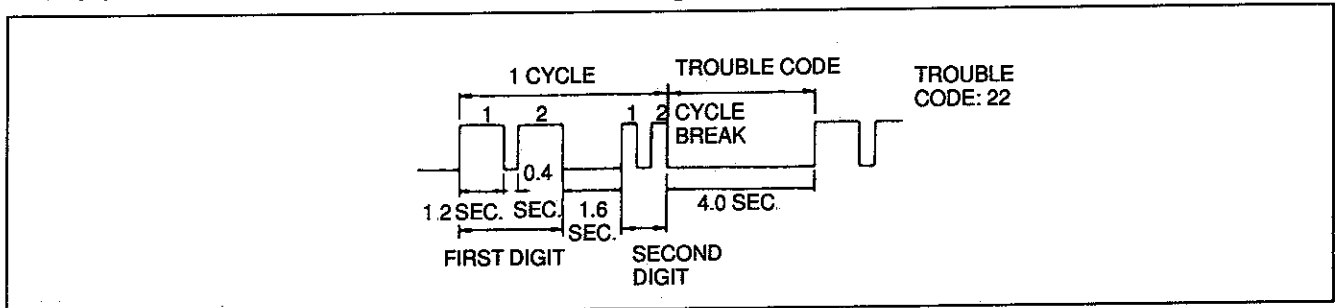 1 CYCLE
TROUBLE CODE
TROUBLE
CODE: 22
1
2
1
2
CYCLE
BREAK
0.4
SEC.
1.2 SEC.
1.6
SEC.
4.0 SEC.
FIRST DIGIT
SECOND
DIGIT